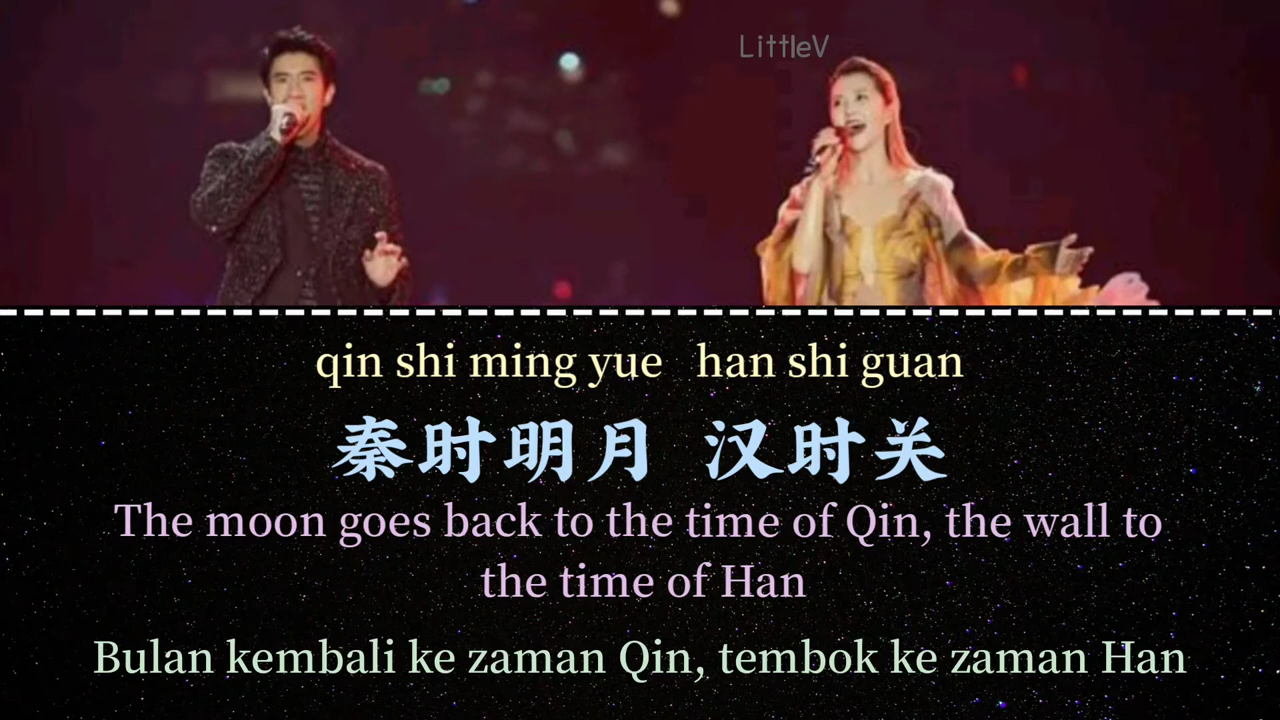 LittleV
qin shi ming yue han shi guan
秦时明月 汉时关
The moon goes back to the time of Qin, the wall to
the time of Han
Bulan kembali ke zaman Qin, tembok ke zaman Han